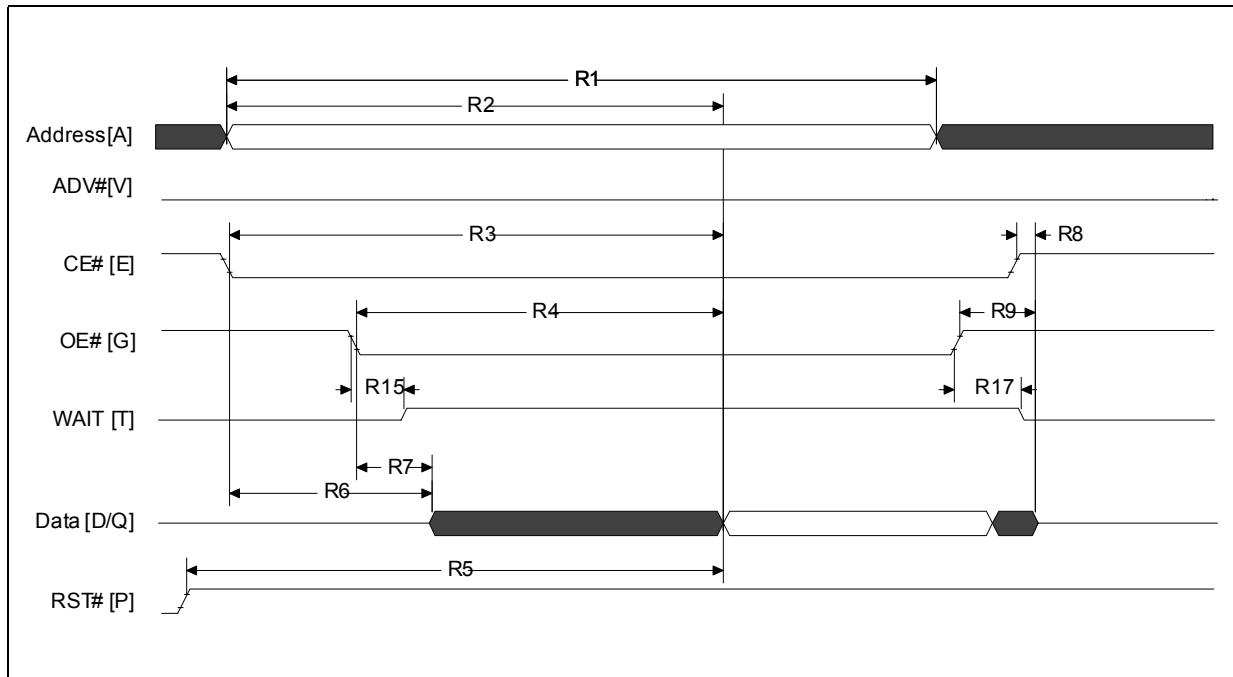 R1
R2
Address[A]
ADV#[V]
R3
R8
CE# [E]
R4
R9
OE# [G]
R15
R17
WAIT [T]
R7
R6
Data [D/Q]
R5
RST# [P]